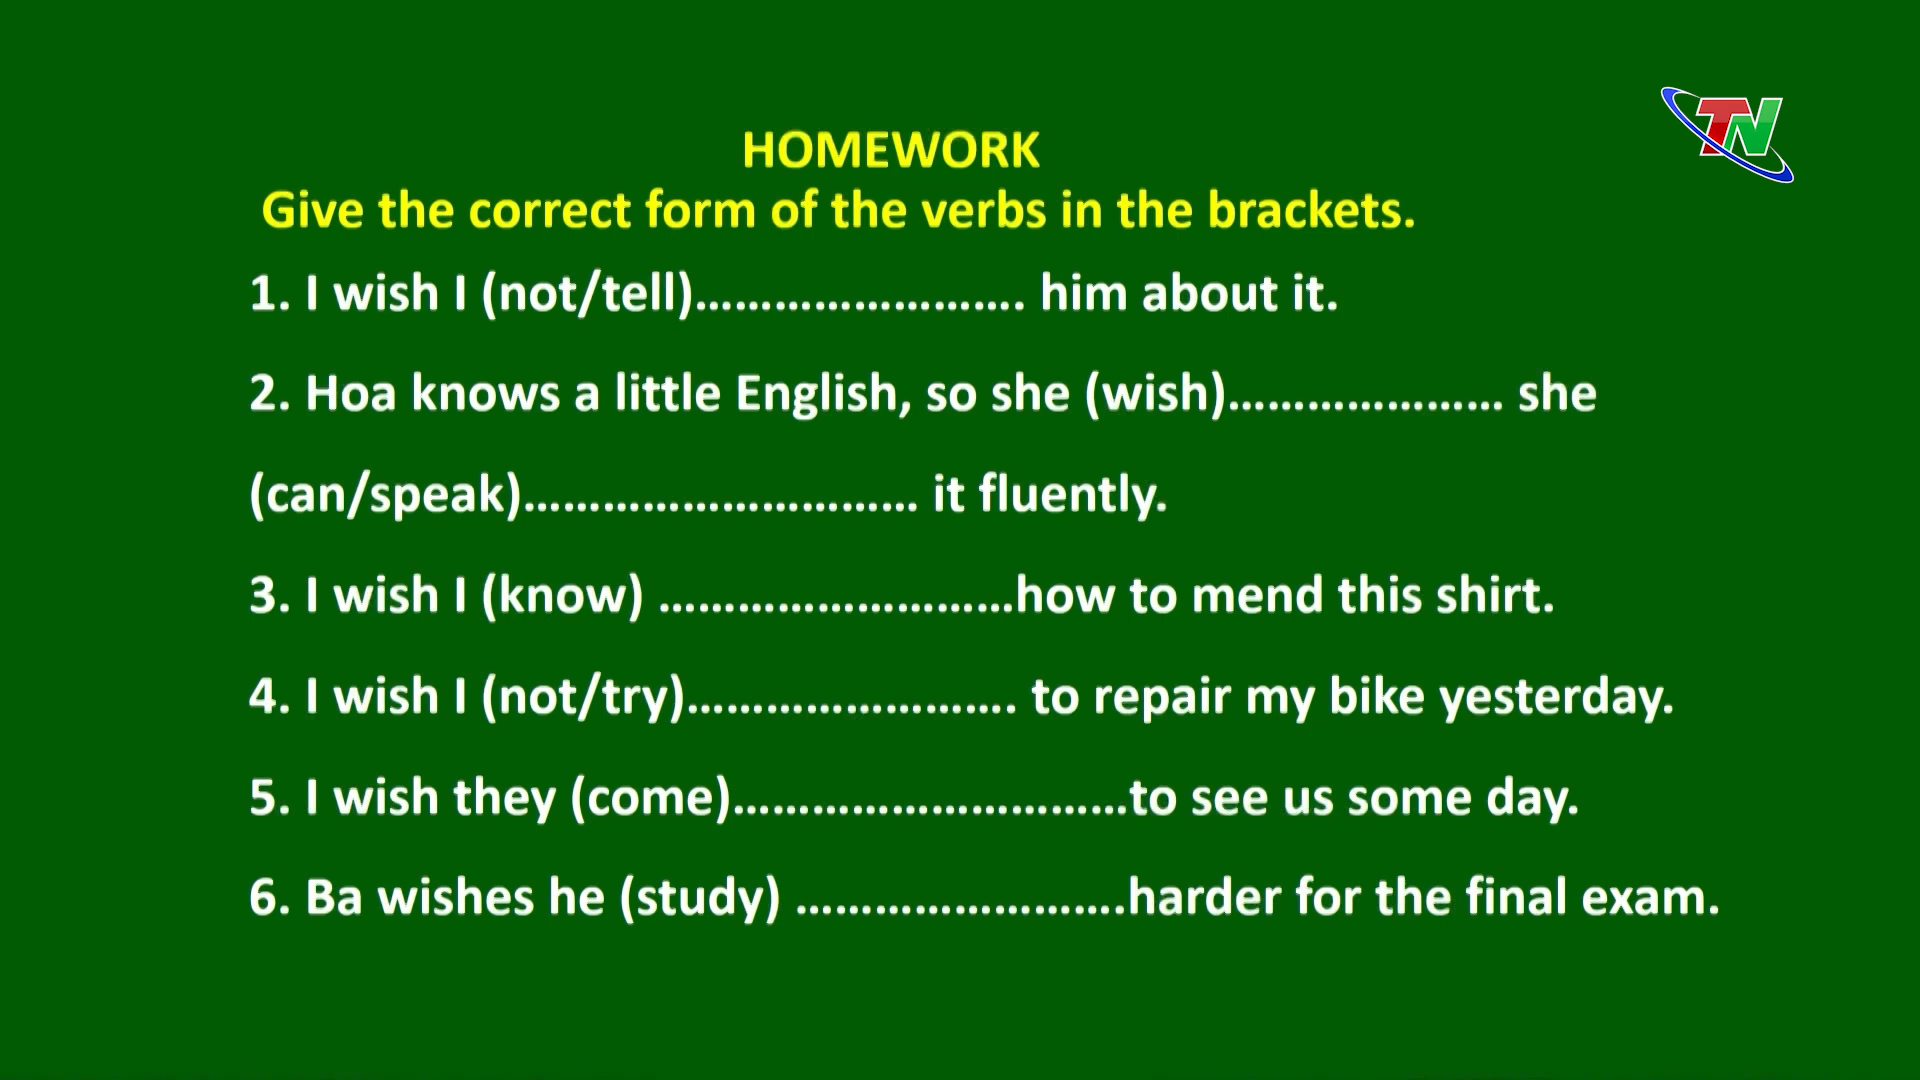 TN
HOMEWORK
Give the correct form of the verbs in the brackets.
1. I wish I (not/tell)……………………. him about it.
2. Hoa knows a little English, so she (wish)………………… she
(can/speak)………………………… it fluently.
3. I wish I (know) ………………………how to mend this shirt.
4. I wish I (not/try)……………………. to repair my bike yesterday.
5. I wish they (come)…………………………to see us some day.
6. Ba wishes he (study) …………………….harder for the final exam.